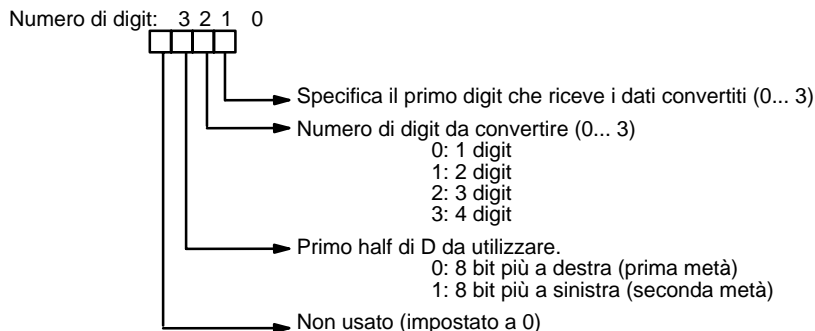 Numero di digit: 3 2 1 0
Specifica il primo digit che riceve i dati convertiti (0... 3)
Numero di digit da convertire (0... 3)
0: 1 digit
1: 2 digit
2: 3 digit
3: 4 digit
Primo half di D da utilizzare.
0: 8 bit più a destra (prima metà)
1: 8 bit più a sinistra (seconda metà)
Non usato (impostato a 0)